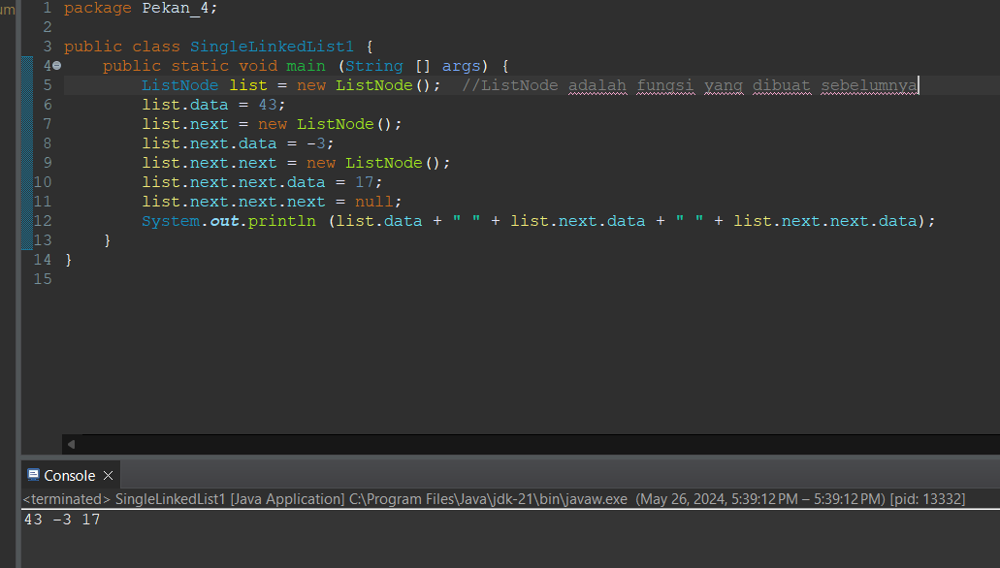 um
1 package Pekan_4;
2
3 public class SingleLinkedList1 {
4 public static void main (String [] args) {
5 ListNode list = new ListNode(); //ListNode adalah fungsi yang dibuat sebelumnya
6 list.data = 43;
7 list.next = new ListNode();
8 list.next.data = -3;
9 list.next.next = new ListNode();
10 list.next.next.data = 17;
11 list.next.next.next = null;
12 System.out.println (list.data + " " + list.next.data + " " + list.next.next.data);
13 }
14 }
15
Console
<terminated> SingleLinkedList1 [Java Application] C:\Program Files\Java\jdk-21\bin\javaw.exe (May 26, 2024, 5:39:12 PM – 5:39:12 PM) [pid: 13332]
43 -3 17